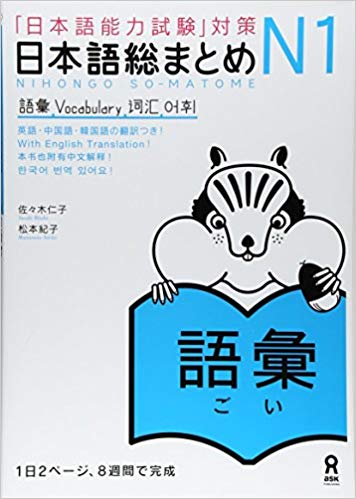 「日本語能力試験」対策
日本語総まとめ N1
NIHONGO SO-MATOME
語彙 Vocabulary 词汇 어휘
英語・中国語・韓国語の翻訳つき!
With English Translation!
本书也附有中文解释!
한국어 번역 있어요!
佐々木仁子
松本紀子
語彙
ごい
1日2ページ、8週間で完成
ask